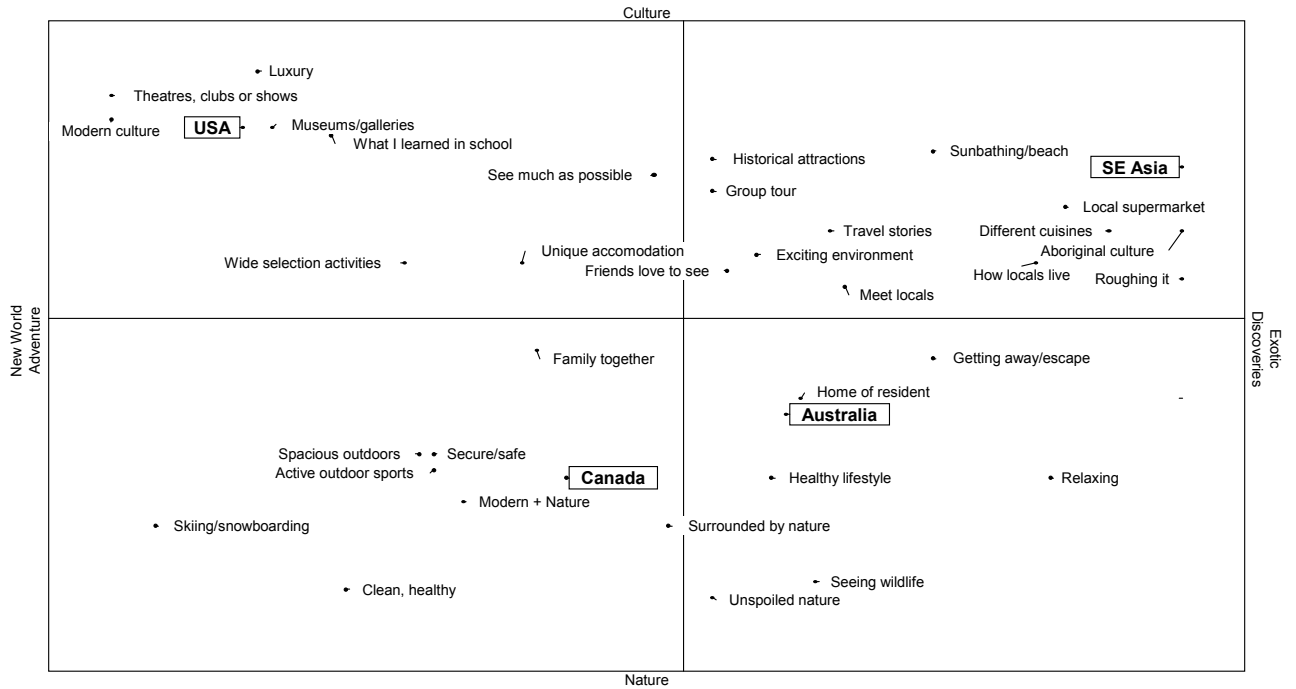 Culture
Luxury
Theatres, clubs or shows
Modern culture
USA
Museums/galleries
What I learned in school
See much as possible
Historical attractions
Sunbathing/beach
SE Asia
Group tour
Local supermarket
Travel stories
Different cuisines
Unique accomodation
Exciting environment
Aboriginal culture
Wide selection activities
Friends love to see
How locals live
Roughing it
Meet locals
New World
Adventure
Exotic
Discoveries
Family together
Getting away/escape
Home of resident
Australia
Spacious outdoors
Secure/safe
Active outdoor sports
Canada
Healthy lifestyle
Relaxing
Modern + Nature
Skiing/snowboarding
Surrounded by nature
Clean, healthy
Seeing wildlife
Unspoiled nature
Nature